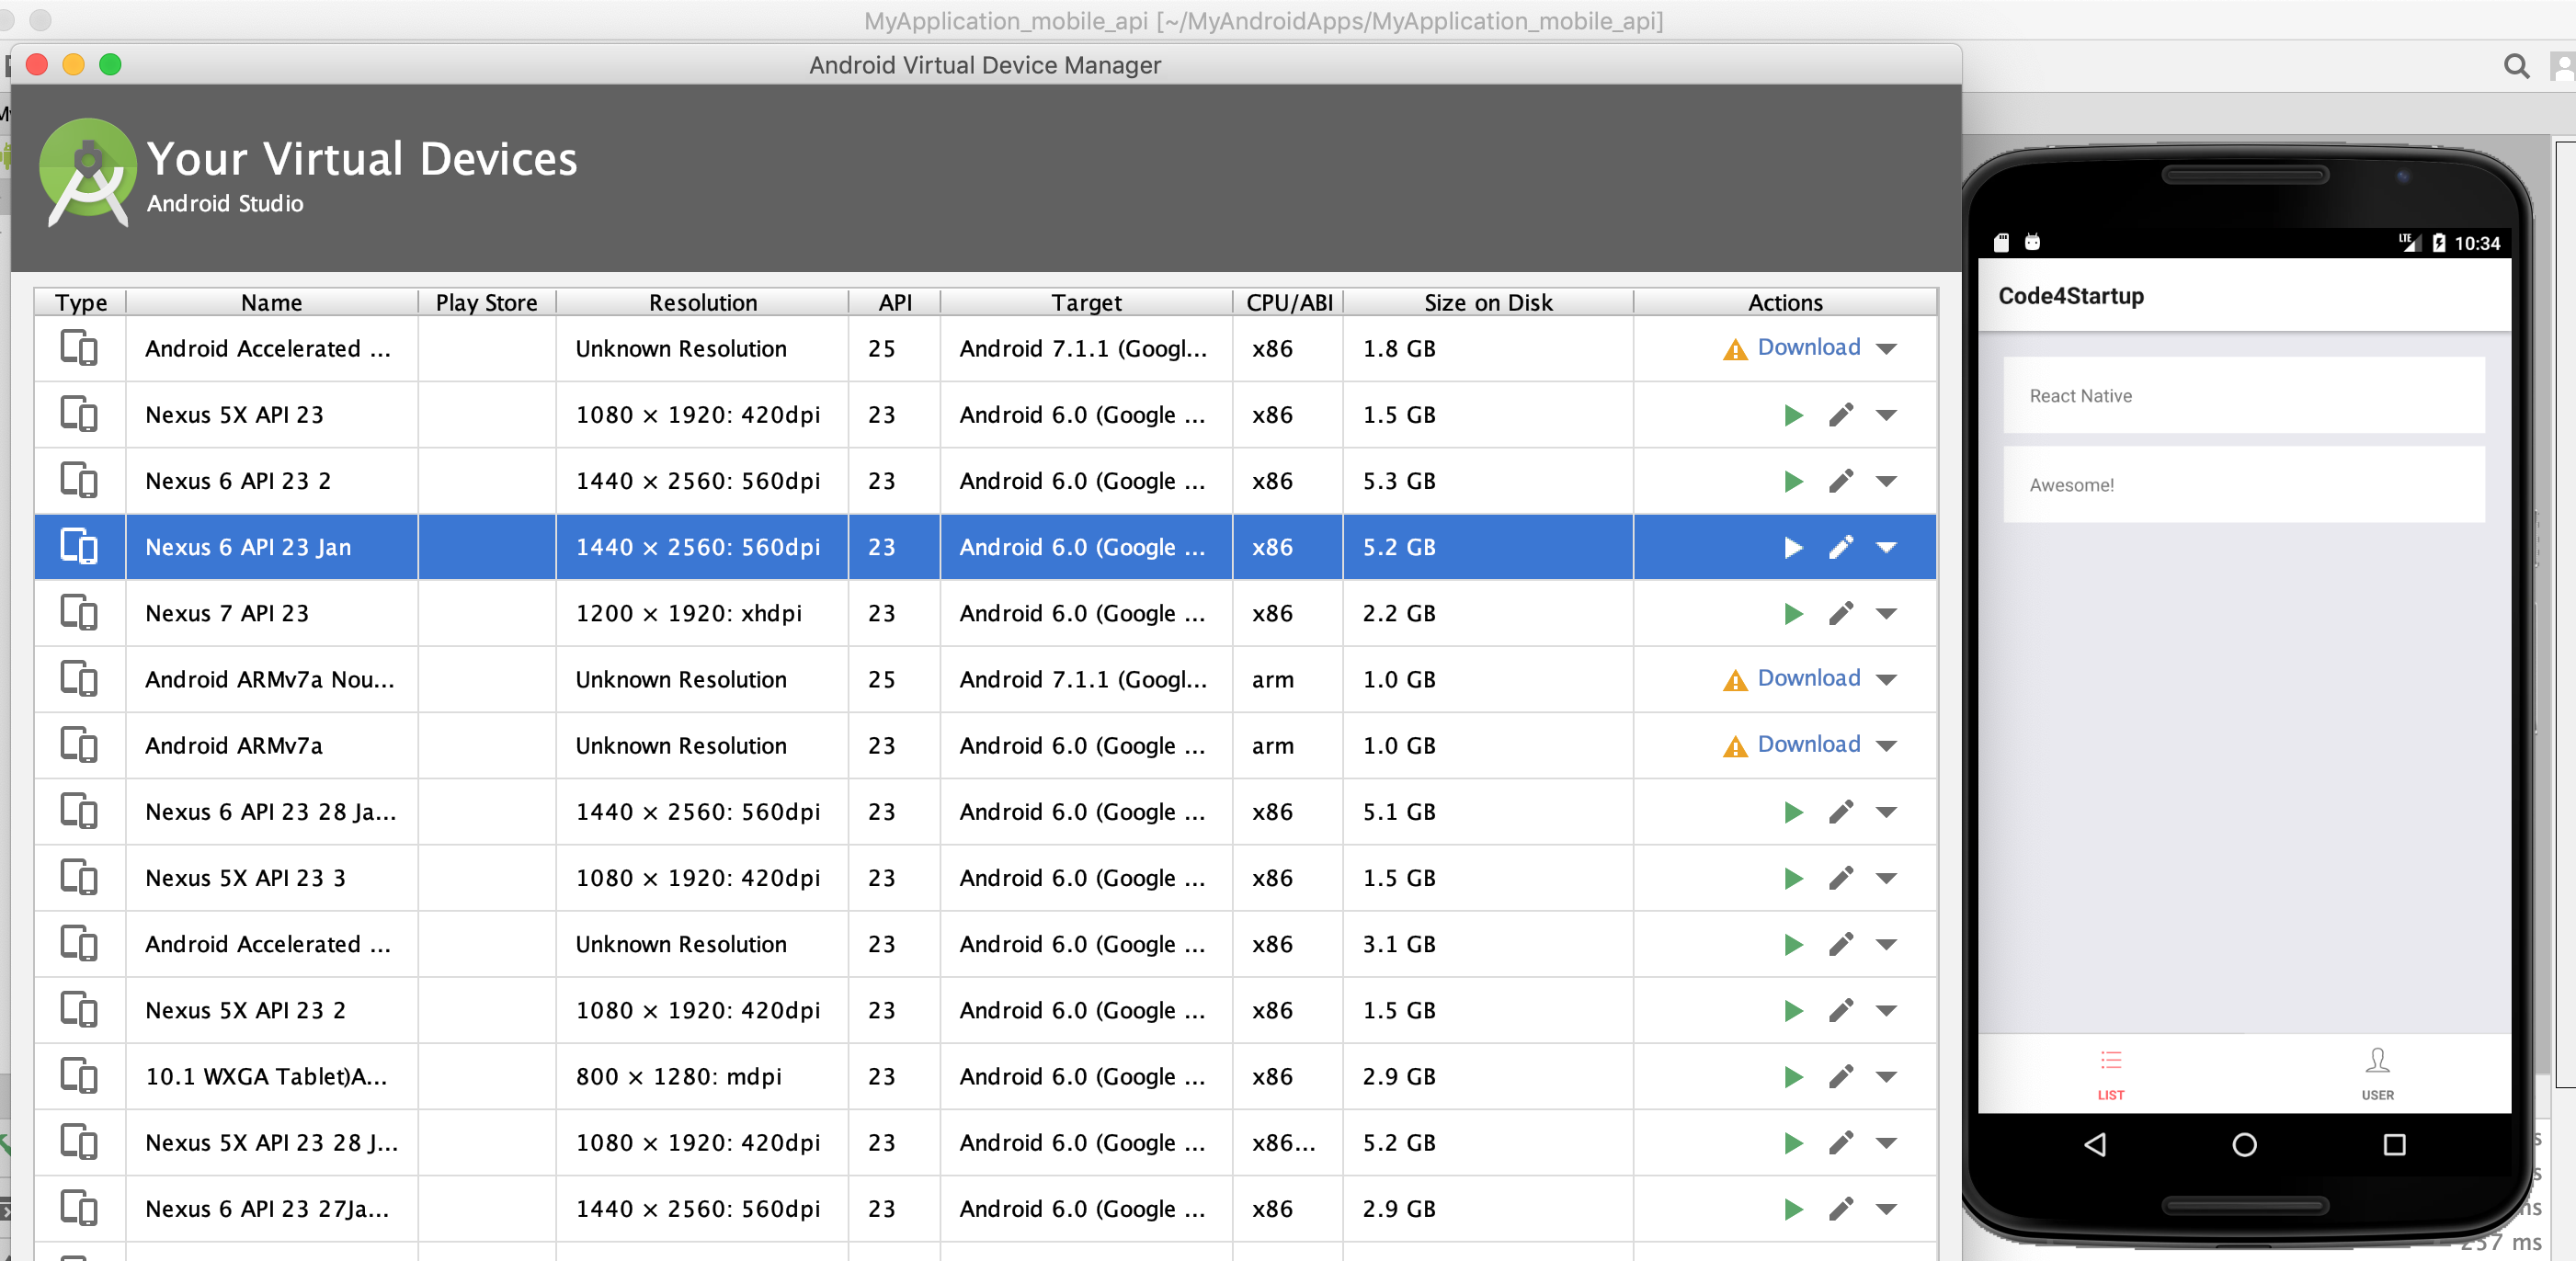 MyApplication_mobile_api [~/MyAndroidApps/MyApplication_mobile_api]
Android Virtual Device Manager
Your Virtual Devices
Android Studio
Type Name Play Store Resolution API Target CPU/ABI Size on Disk Actions
Android Accelerated ... Unknown Resolution 25 Android 7.1.1 (Googl... x86 1.8 GB Download
Nexus 5X API 23 1080 × 1920: 420dpi 23 Android 6.0 (Google ... x86 1.5 GB
Nexus 6 API 23 2 1440 × 2560: 560dpi 23 Android 6.0 (Google ... x86 5.3 GB
Nexus 6 API 23 Jan 1440 × 2560: 560dpi 23 Android 6.0 (Google ... x86 5.2 GB
Nexus 7 API 23 1200 × 1920: xhdpi 23 Android 6.0 (Google ... x86 2.2 GB
Android ARMv7a Nou... Unknown Resolution 25 Android 7.1.1 (Googl... arm 1.0 GB Download
Android ARMv7a Unknown Resolution 23 Android 6.0 (Google ... arm 1.0 GB Download
Nexus 6 API 23 28 Ja... 1440 × 2560: 560dpi 23 Android 6.0 (Google ... x86 5.1 GB
Nexus 5X API 23 3 1080 × 1920: 420dpi 23 Android 6.0 (Google ... x86 1.5 GB
Android Accelerated ... Unknown Resolution 23 Android 6.0 (Google ... x86 3.1 GB
Nexus 5X API 23 2 1080 × 1920: 420dpi 23 Android 6.0 (Google ... x86 1.5 GB
10.1 WXGA Tablet)A... 800 × 1280: mdpi 23 Android 6.0 (Google ... x86 2.9 GB
Nexus 5X API 23 28 J... 1080 × 1920: 420dpi 23 Android 6.0 (Google ... x86... 5.2 GB
Nexus 6 API 23 27Ja... 1440 × 2560: 560dpi 23 Android 6.0 (Google ... x86 2.9 GB
LTE 10:34
Code4Startup
React Native
Awesome!
LIST USER
257 ms